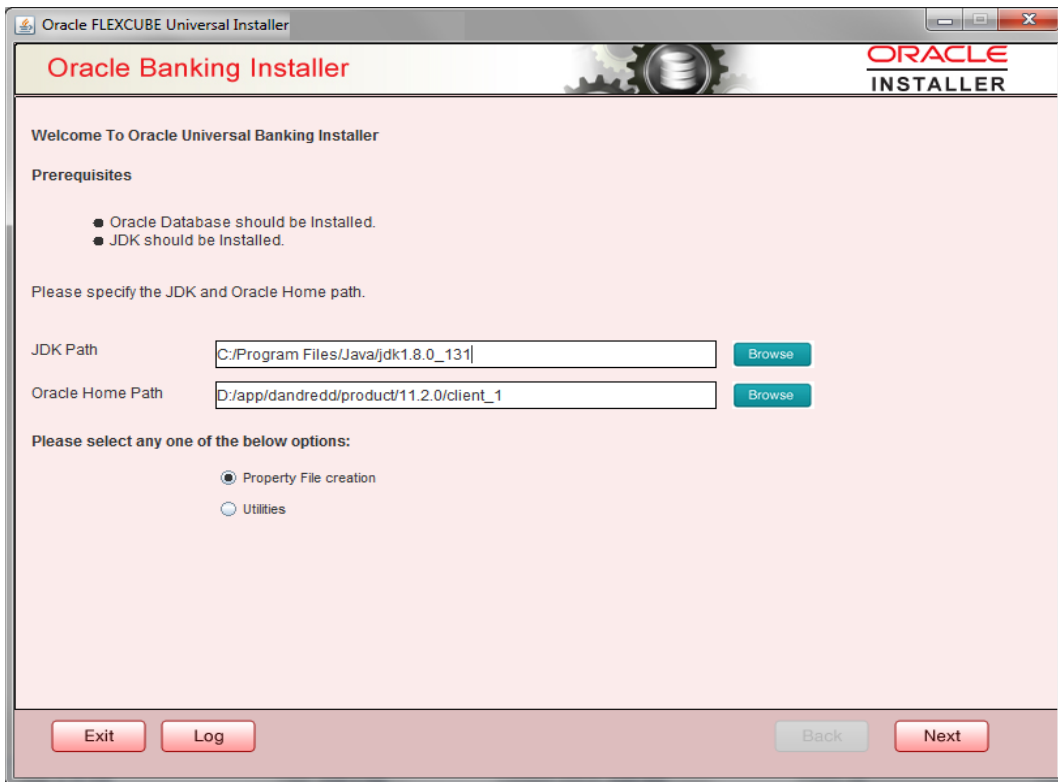 Oracle FLEXCUBE Universal Installer
Oracle Banking Installer
ORACLE
INSTALLER
Welcome To Oracle Universal Banking Installer
Prerequisites
Oracle Database should be Installed.
JDK should be Installed.
Please specify the JDK and Oracle Home path.
JDK Path C:/Program Files/Java/jdk1.8.0_131 Browse
Oracle Home Path D:/app/dandredd/product/11.2.0/client_1 Browse
Please select any one of the below options:
Property File creation
Utilities
Exit Log Back Next